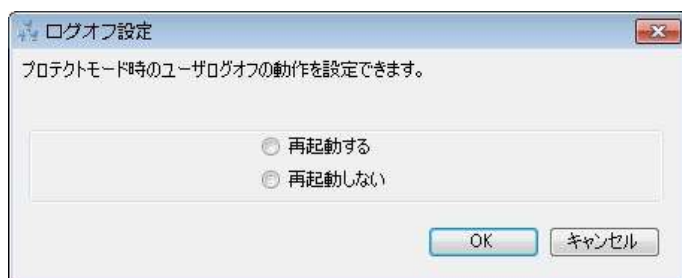 ログオフ設定
プロテクトモード時のユーザログオフの動作を設定できます。
再起動する
再起動しない
OK
キャンセル